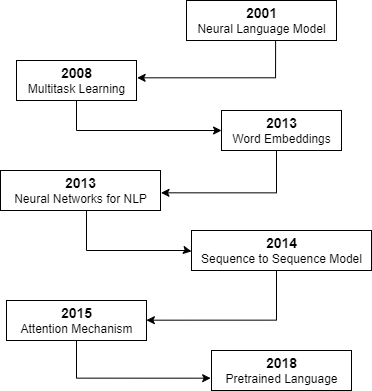 2001
Neural Language Model
2008
Multitask Learning
2013
Word Embeddings
2013
Neural Networks for NLP
2014
Sequence to Sequence Model
2015
Attention Mechanism
2018
Pretrained Language